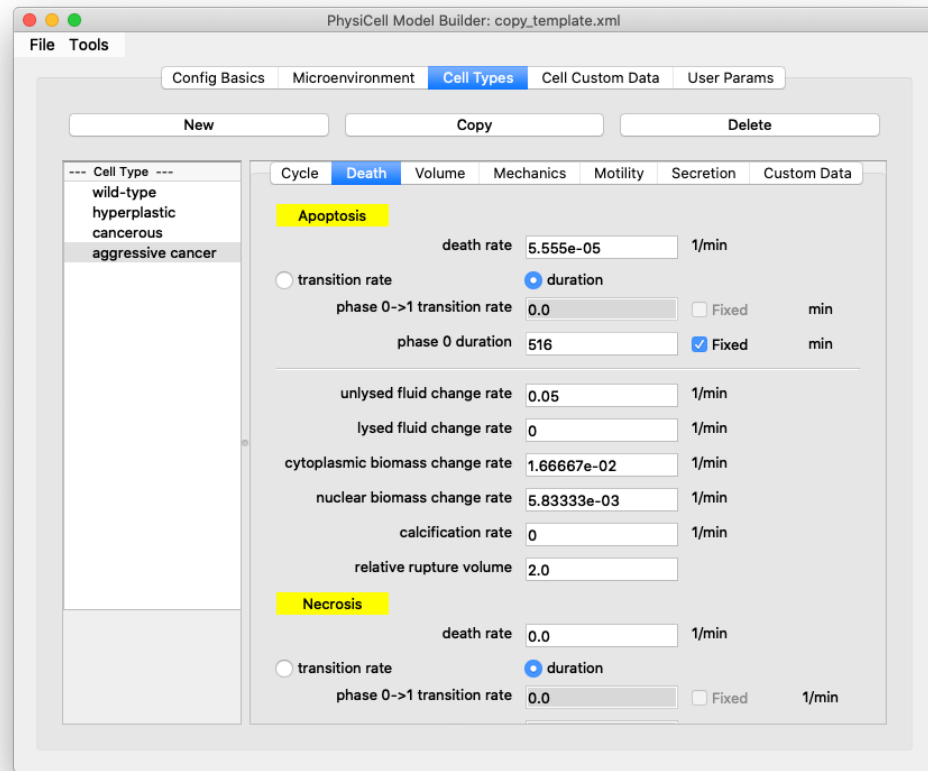 PhysiCell Model Builder: copy_template.xml
File Tools
Config Basics Microenvironment Cell Types Cell Custom Data User Params
New Copy Delete
--- Cell Type ---
wild-type
hyperplastic
cancerous
aggressive cancer
Cycle Death Volume Mechanics Motility Secretion Custom Data
Apoptosis
death rate 5.555e-05 1/min
transition rate duration
phase 0->1 transition rate 0.0 Fixed min
phase 0 duration 516 Fixed min
unlysed fluid change rate 0.05 1/min
lysed fluid change rate 0 1/min
cytoplasmic biomass change rate 1.66667e-02 1/min
nuclear biomass change rate 5.83333e-03 1/min
calcification rate 0 1/min
relative rupture volume 2.0
Necrosis
death rate 0.0 1/min
transition rate duration
phase 0->1 transition rate 0.0 Fixed 1/min